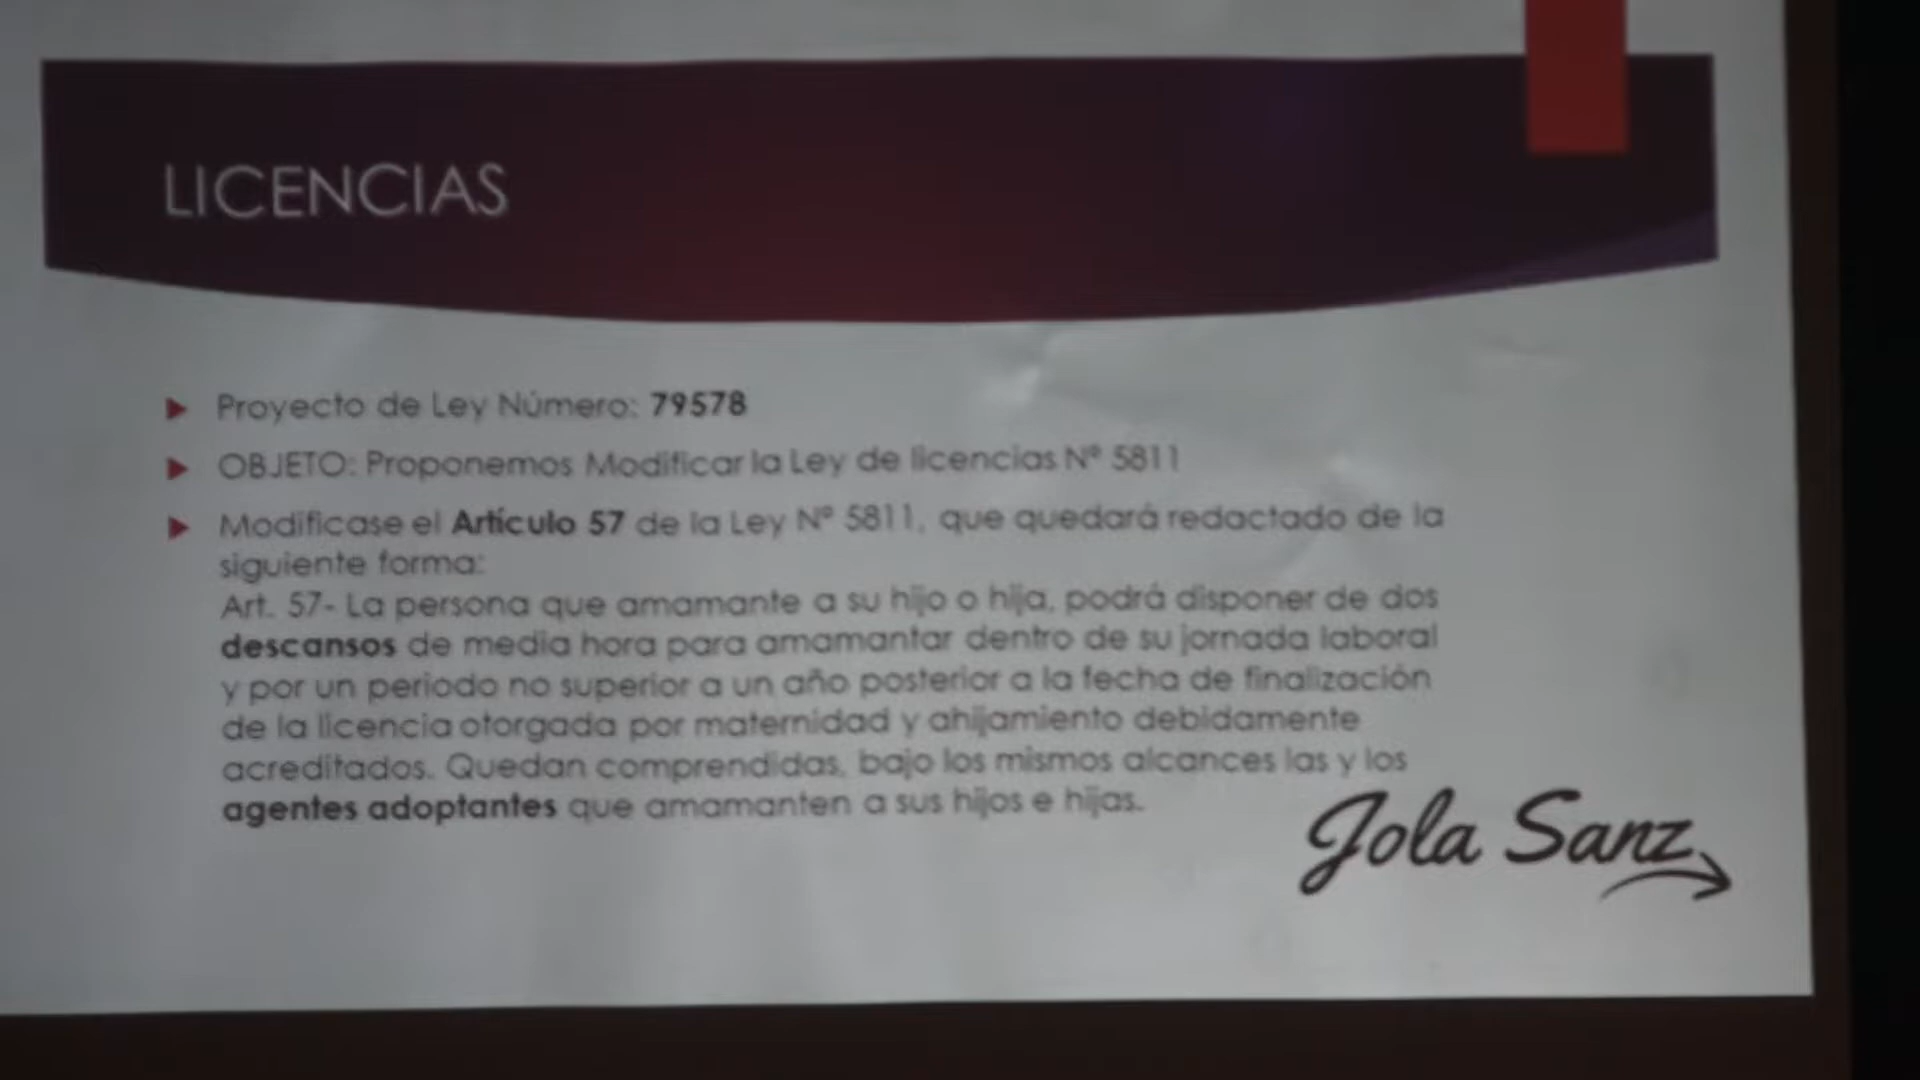 LICENCIAS
Proyecto de Ley Número: 79578
OBJETO: Proponemos Modificar la Ley de licencias Nº 5811
Modificase el Artículo 57 de la Ley Nº 5811, que quedará redactado de la
siguiente forma:
Art. 57- La persona que amamante a su hijo o hija, podrá disponer de dos
descansos de media hora para amamantar dentro de su jornada laboral
y por un periodo no superior a un año posterior a la fecha de finalización
de la licencia otorgada por maternidad y ahijamiento debidamente
acreditados. Quedan comprendidas, bajo los mismos alcances las y los
agentes adoptantes que amamanten a sus hijos e hijas.
Jola Sanz